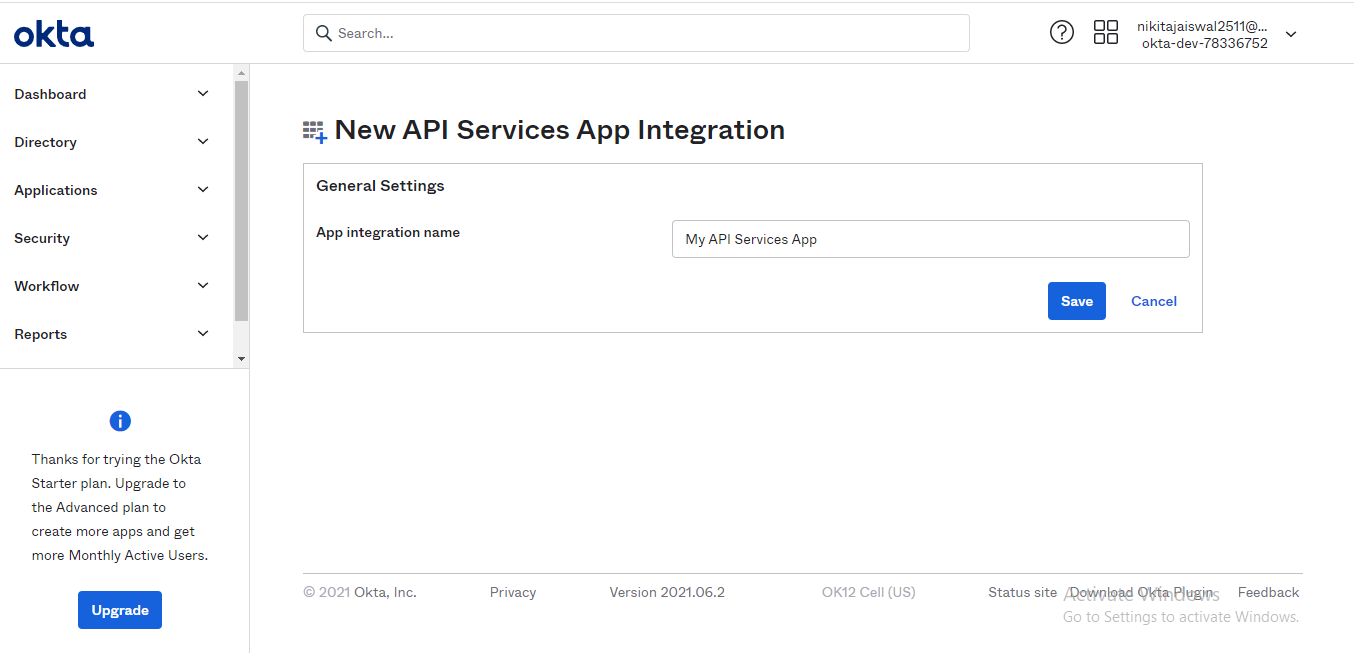 okta
Search...
nikitajaiswal2511@...
okta-dev-78336752
Dashboard
Directory
Applications
Security
Workflow
Reports
Thanks for trying the Okta
Starter plan. Upgrade to
the Advanced plan to
create more apps and get
more Monthly Active Users.
Upgrade
New API Services App Integration
General Settings
App integration name
My API Services App
Save
Cancel
© 2021 Okta, Inc.
Privacy
Version 2021.06.2
OK12 Cell (US)
Status site
Download Okta Plugin
Feedback
Activate Windows
Go to Settings to activate Windows.